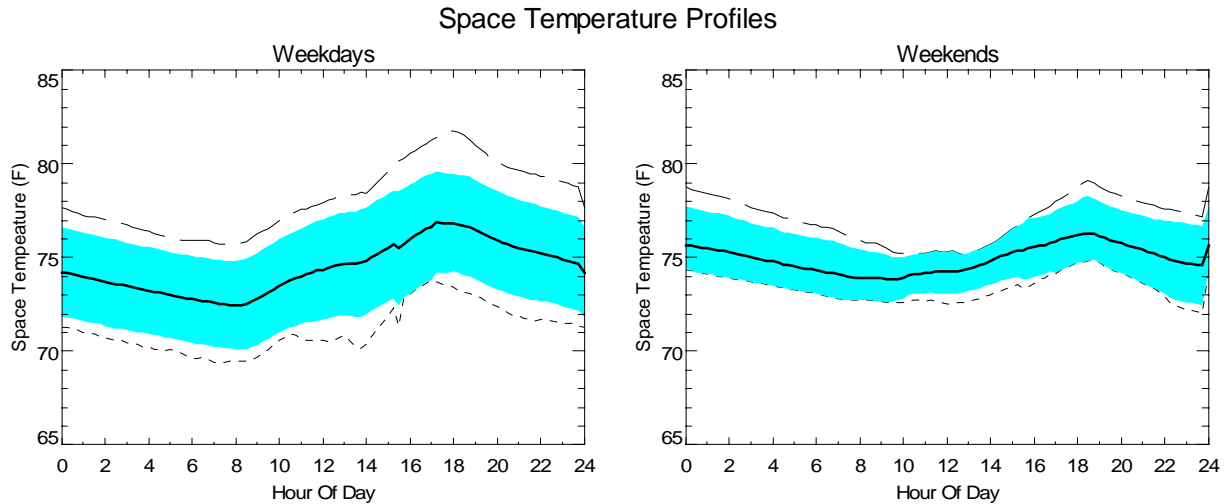 Space Temperature Profiles
Weekdays
85
80
75
70
65
Space Tempeature (F)
0 2 4 6 8 10 12 14 16 18 20 22 24
Hour Of Day
Weekends
85
80
75
70
65
Space Tempeature (F)
0 2 4 6 8 10 12 14 16 18 20 22 24
Hour Of Day